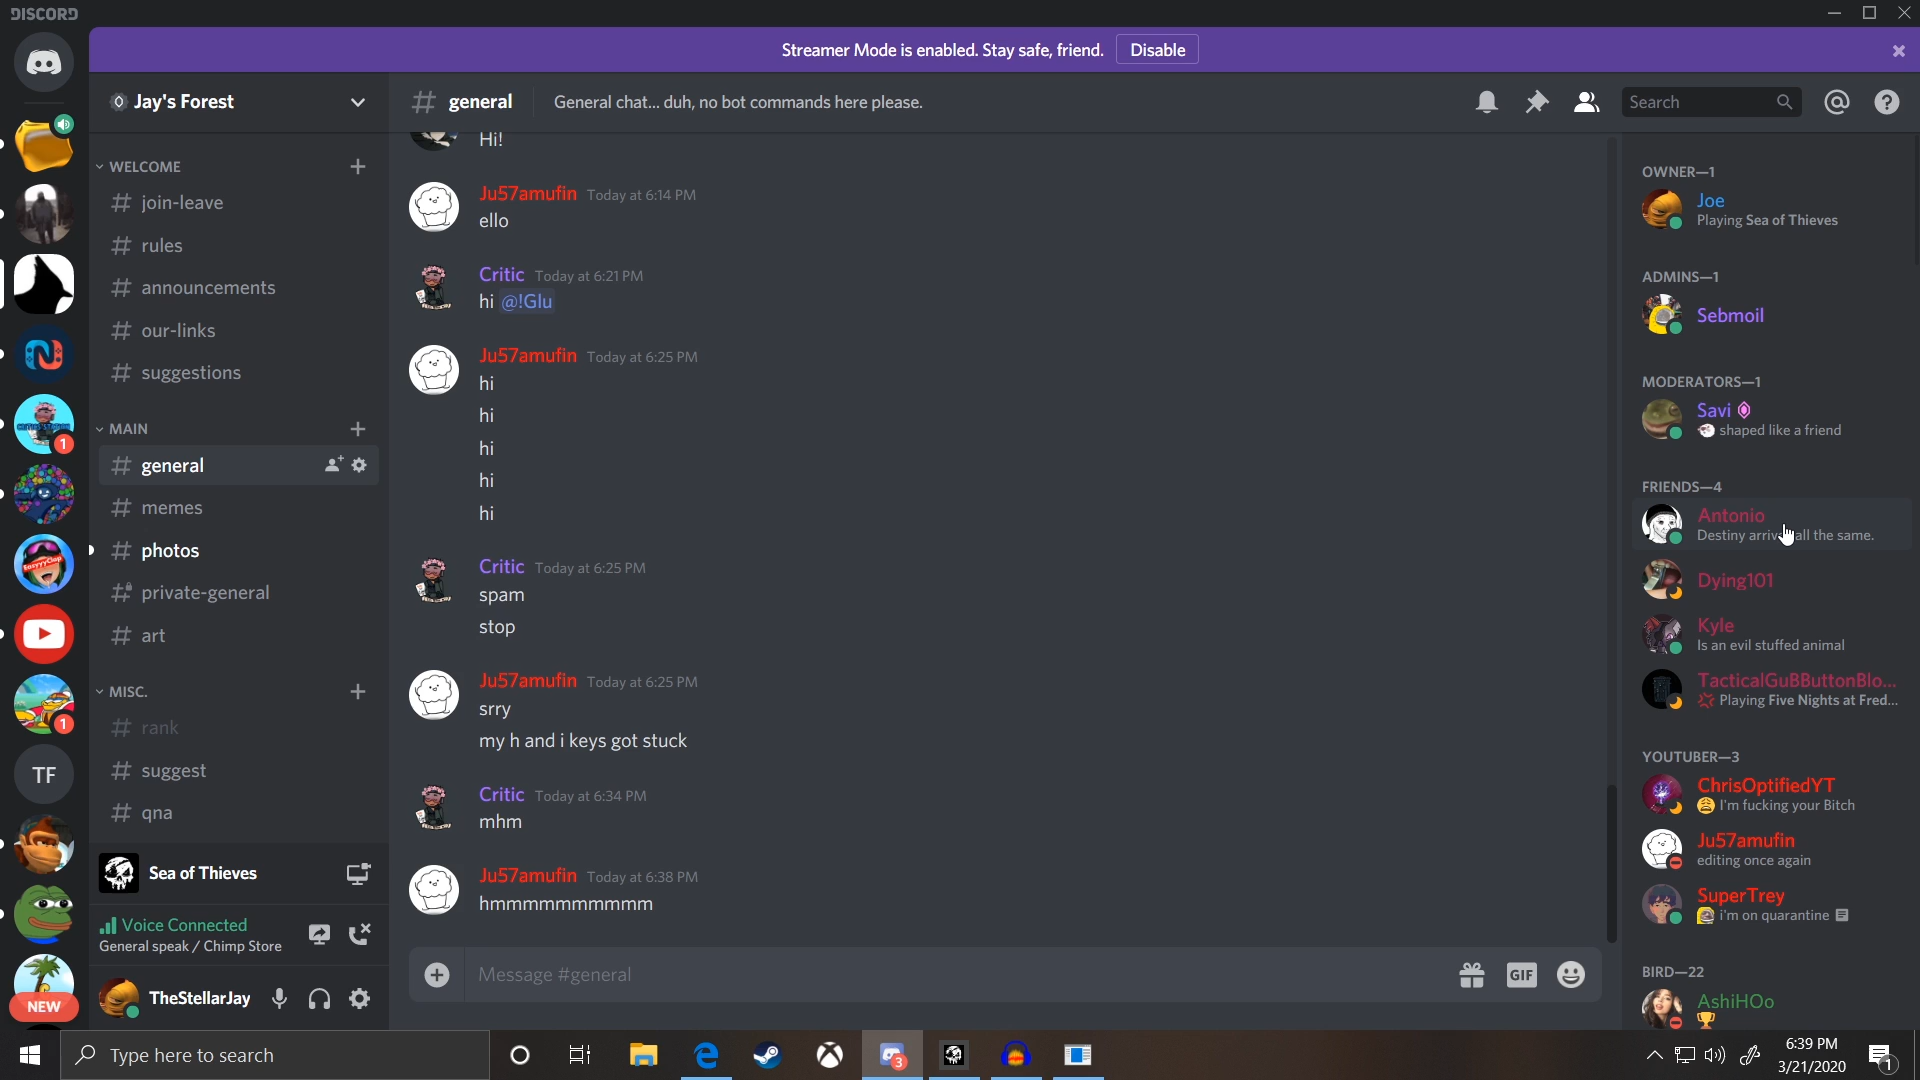 DISCORD
Streamer Mode is enabled. Stay safe, friend. Disable
Jay's Forest
general
General chat... duh, no bot commands here please.
Search
WELCOME
join-leave
rules
announcements
our-links
suggestions
MAIN
general
memes
photos
private-general
art
MISC.
rank
suggest
qna
Sea of Thieves
Voice Connected
General speak / Chimp Store
TheStellarJay
1
1
TF
NEW
Hi!
Ju57amufin Today at 6:14 PM
ello
Critic Today at 6:21 PM
hi @!Glu
Ju57amufin Today at 6:25 PM
hi
hi
hi
hi
hi
Critic Today at 6:25 PM
spam
stop
Ju57amufin Today at 6:25 PM
srry
my h and i keys got stuck
Critic Today at 6:34 PM
mhm
Ju57amufin Today at 6:38 PM
hmmmmmmmmmm
Message #general
GIF
OWNER—1
Joe
Playing Sea of Thieves
ADMINS—1
Sebmoil
MODERATORS—1
Savi
shaped like a friend
FRIENDS—4
Antonio
Destiny all the same.
Dying101
Kyle
Is an evil stuffed animal
TacticalGuBButtonBlo...
Playing Five Nights at Fred...
YOUTUBER—3
ChrisOptifiedYT
I'm fucking your Bitch
Ju57amufin
editing once again
SuperTrey
i'm on quarantine
BIRD—22
AshiHOo
Type here to search
3
6:39 PM
3/21/2020
1